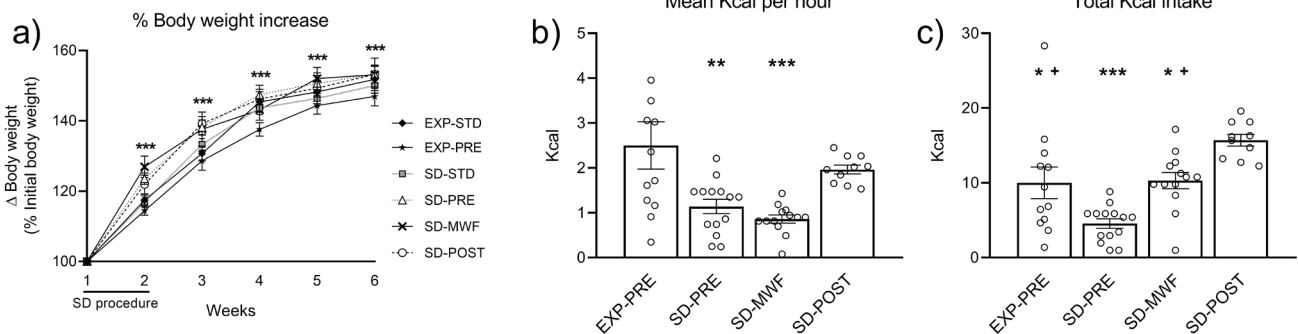 Mean Kcal per hour
Total Kcal intake
% Body weight increase
a)
b)
c)
Δ Body weight
(% Initial body weight)
160
140
120
100
***
***
***
***
***
1
2
3
4
5
6
SD procedure
Weeks
EXP-STD
EXP-PRE
SD-STD
SD-PRE
SD-MWF
SD-POST
Kcal
5
4
3
2
1
0
**
***
EXP-PRE
SD-PRE
SD-MWF
SD-POST
Kcal
30
20
10
0
* +
***
* +
EXP-PRE
SD-PRE
SD-MWF
SD-POST